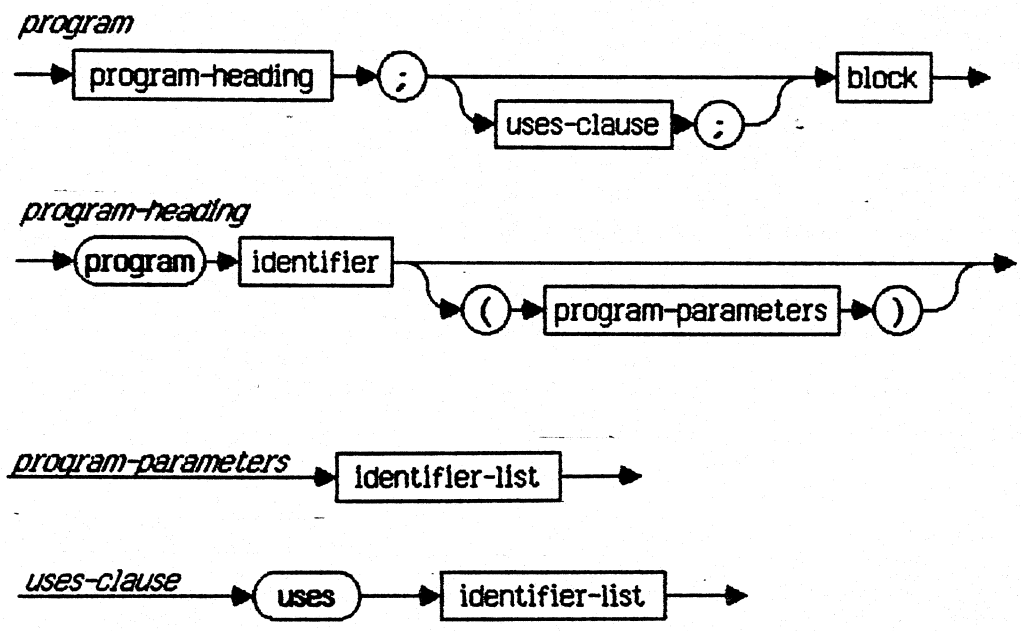 program
program-heading ; block
uses-clause ;
program-heading
program identifier
( program-parameters )
program-parameters identifier-list
uses-clause uses identifier-list